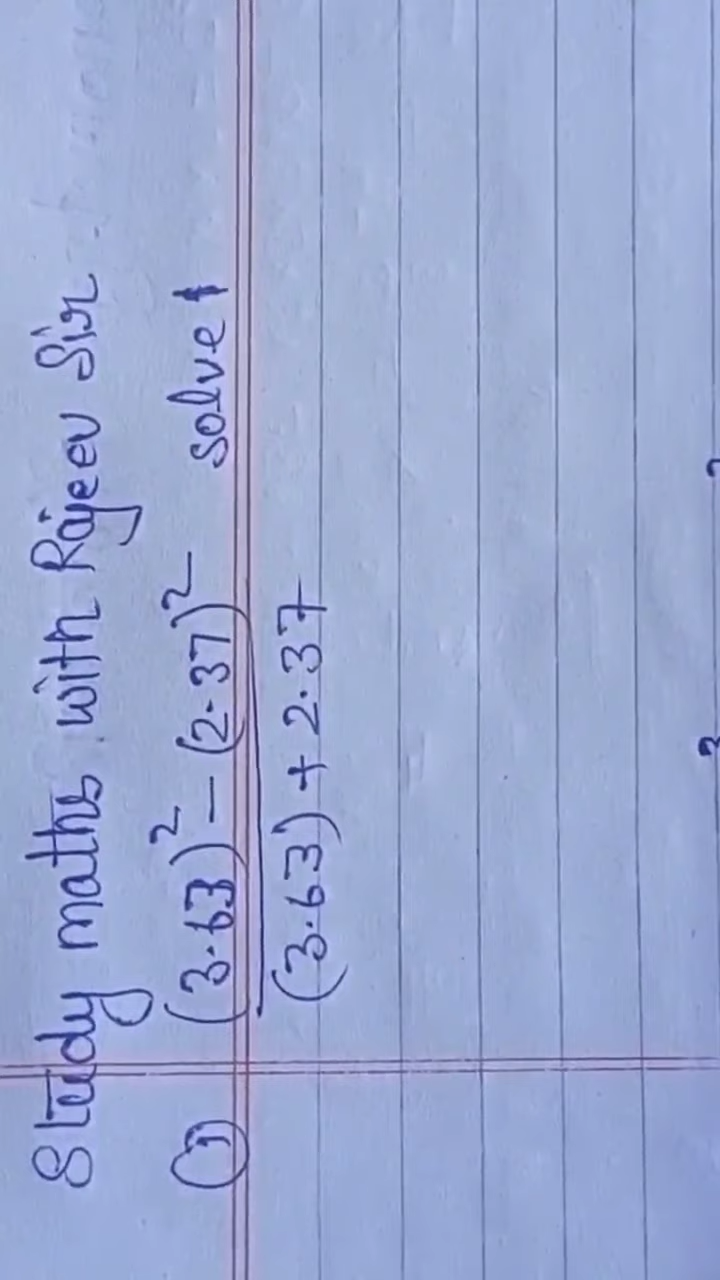 Study maths with Rajeev Sir
(1) (3.63)² - (2.37)² solve
(3.63) + 2.37